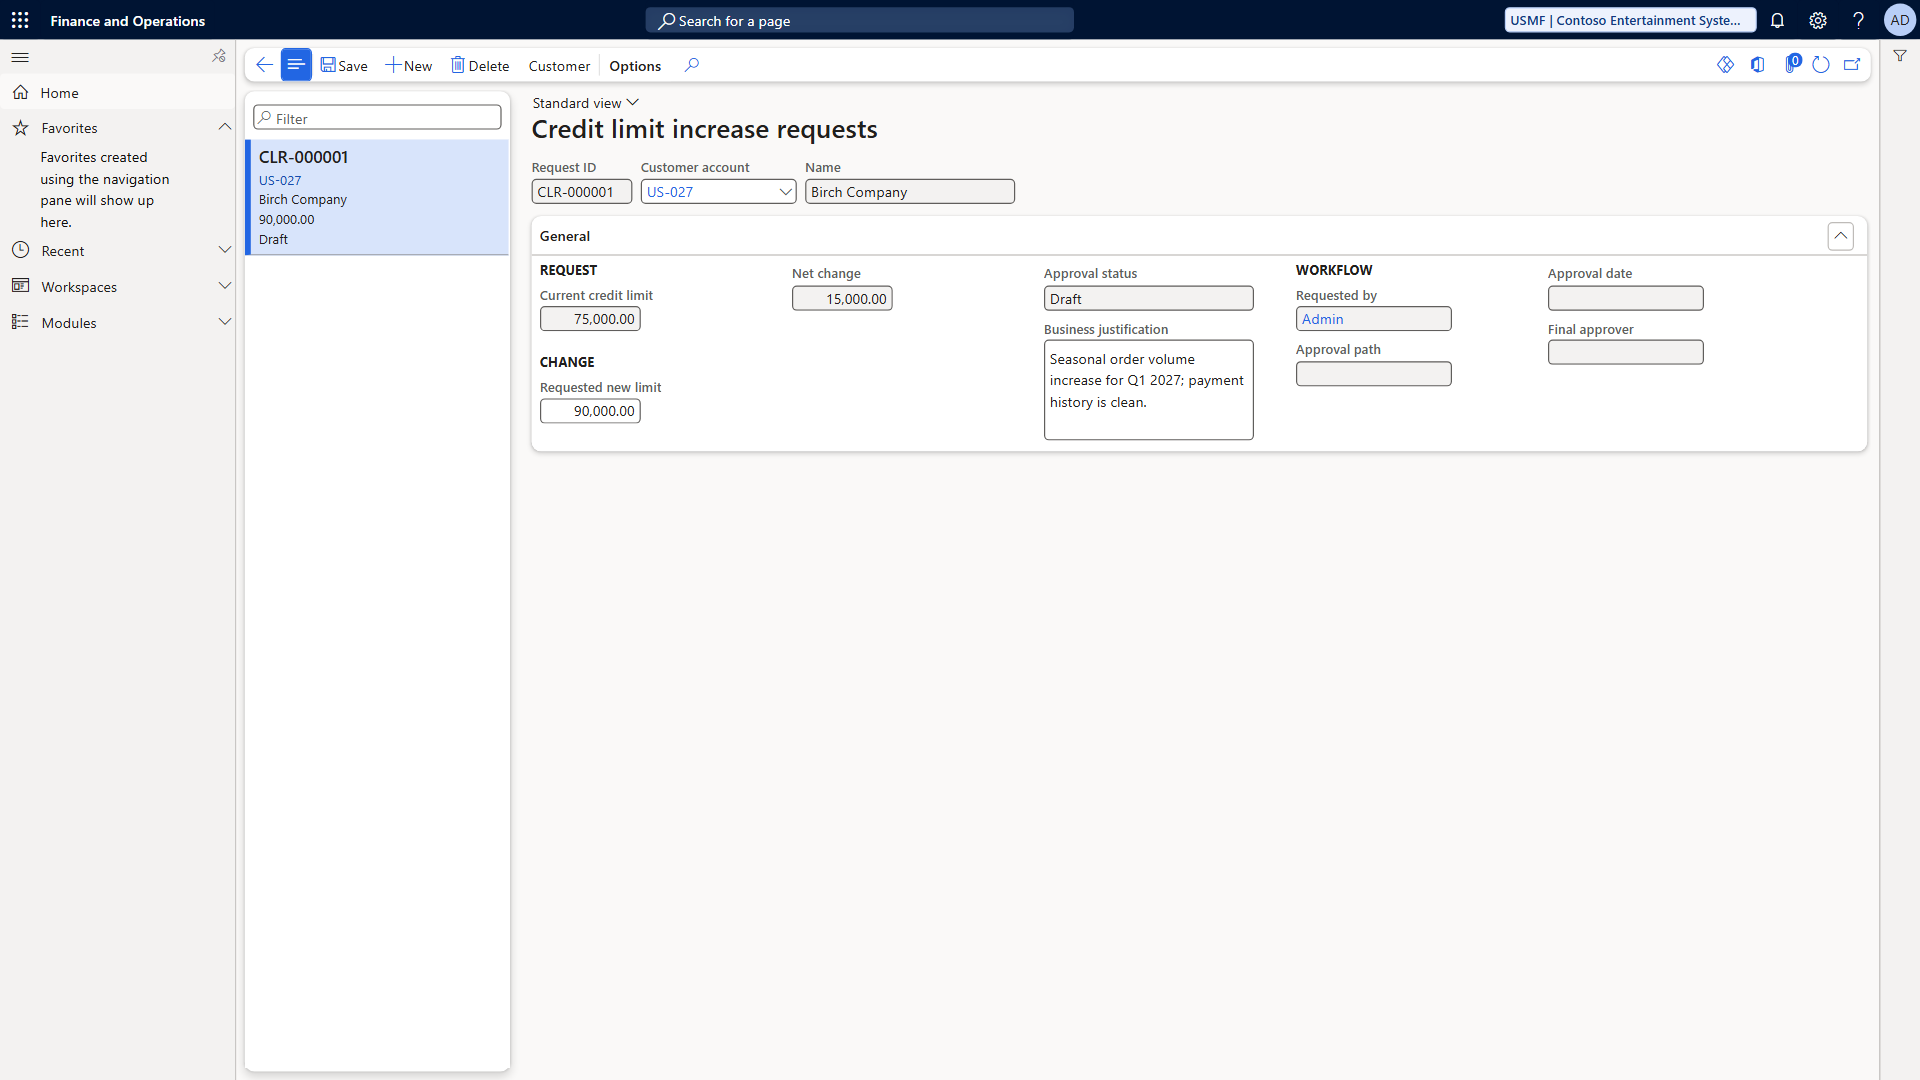 Finance and Operations
Search for a page
USMF | Contoso Entertainment Syste...
AD
Save
New
Delete
Customer
Options
0
Home
Favorites
Favorites created
using the navigation
pane will show up
here.
Recent
Workspaces
Modules
Filter
CLR-000001
US-027
Birch Company
90,000.00
Draft
Standard view
Credit limit increase requests
Request ID
Customer account
Name
CLR-000001
US-027
Birch Company
General
REQUEST
Current credit limit
75,000.00
CHANGE
Requested new limit
90,000.00
Net change
15,000.00
Approval status
Draft
Business justification
Seasonal order volume
increase for Q1 2027; payment
history is clean.
WORKFLOW
Requested by
Admin
Approval path
Approval date
Final approver